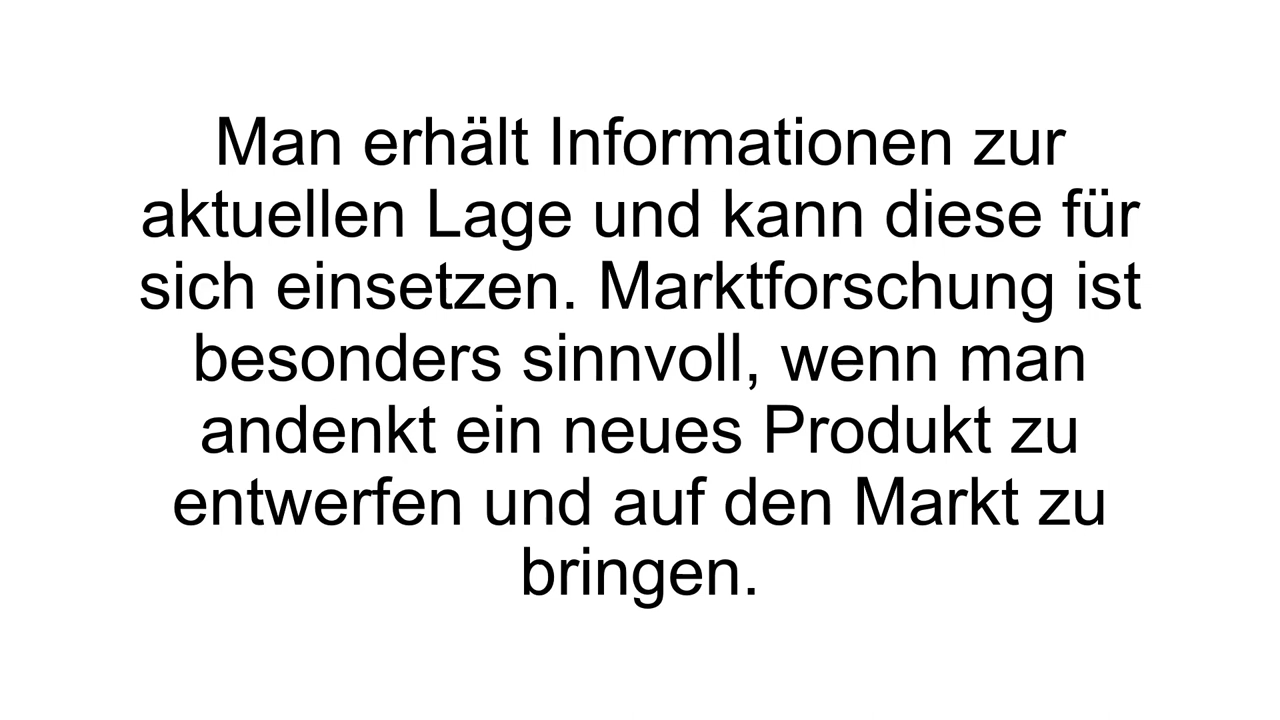 Man erhält Informationen zur
aktuellen Lage und kann diese für
sich einsetzen. Marktforschung ist
besonders sinnvoll, wenn man
andenkt ein neues Produkt zu
entwerfen und auf den Markt zu
bringen.